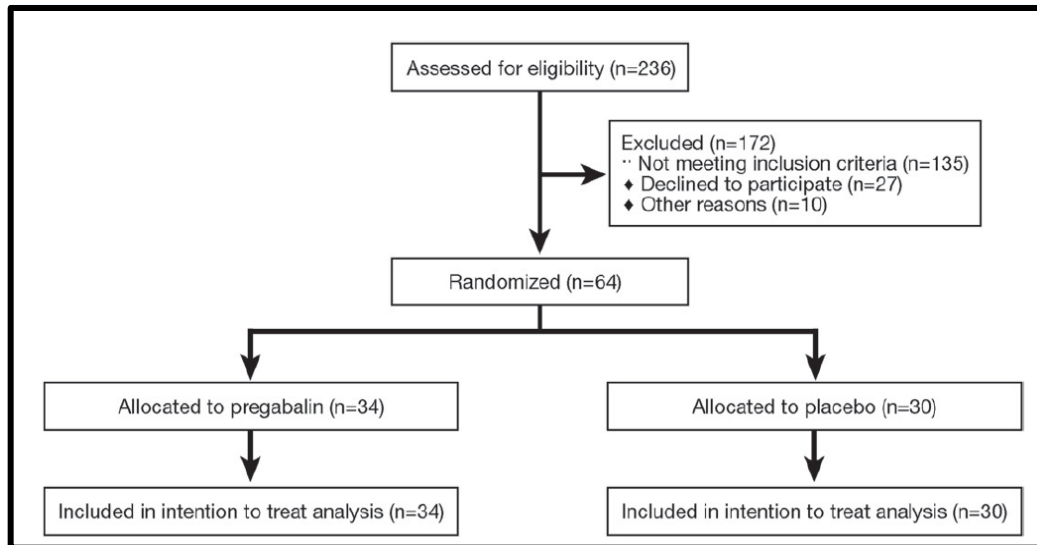 Assessed for eligibility (n=236)
Excluded (n=172)
¨ Not meeting inclusion criteria (n=135)
♦ Declined to participate (n=27)
♦ Other reasons (n=10)
Randomized (n=64)
Allocated to pregabalin (n=34)
Allocated to placebo (n=30)
Included in intention to treat analysis (n=34)
Included in intention to treat analysis (n=30)